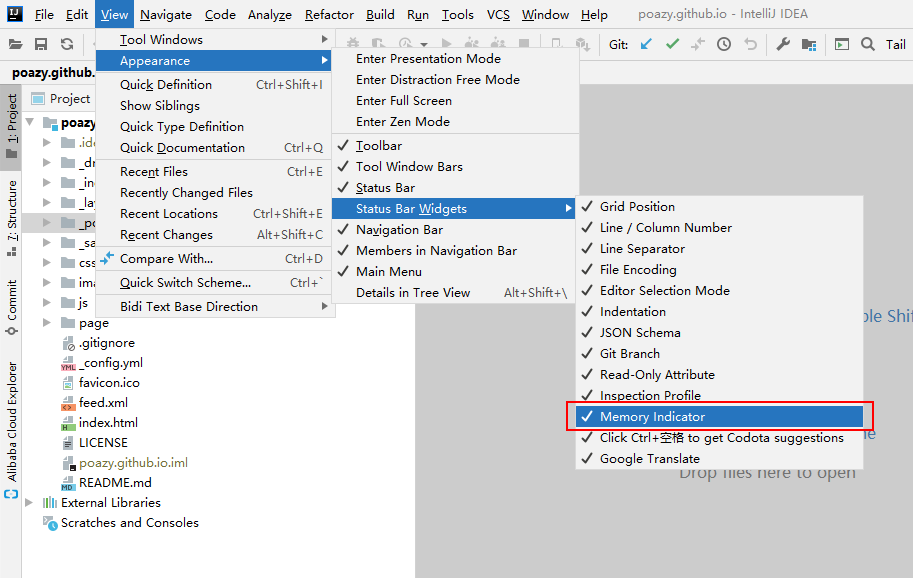 File Edit View Navigate Code Analyze Refactor Build Run Tools VCS Window Help poazy.github.io - IntelliJ IDEA
Git: Tail
poazy.github.
1: Project
Z: Structure
Commit
Alibaba Cloud Explorer
Project
poazy
.ide
_dr
_in
_la
_po
_sa
css
ima
js
page
.gitignore
_config.yml
favicon.ico
feed.xml
index.html
LICENSE
poazy.github.io.iml
README.md
External Libraries
Scratches and Consoles
Tool Windows
Appearance
Quick Definition Ctrl+Shift+I
Show Siblings
Quick Type Definition
Quick Documentation Ctrl+Q
Recent Files Ctrl+E
Recently Changed Files
Recent Locations Ctrl+Shift+E
Recent Changes Alt+Shift+C
Compare With... Ctrl+D
Quick Switch Scheme... Ctrl+`
Bidi Text Base Direction
Enter Presentation Mode
Enter Distraction Free Mode
Enter Full Screen
Enter Zen Mode
Toolbar
Tool Window Bars
Status Bar
Status Bar Widgets
Navigation Bar
Members in Navigation Bar
Main Menu
Details in Tree View Alt+Shift+\
Grid Position
Line / Column Number
Line Separator
File Encoding
Editor Selection Mode
Indentation
JSON Schema
Git Branch
Read-Only Attribute
Inspection Profile
Memory Indicator
Click Ctrl+空格 to get Codota suggestions
Google Translate
ble Shif
Drop files here to open